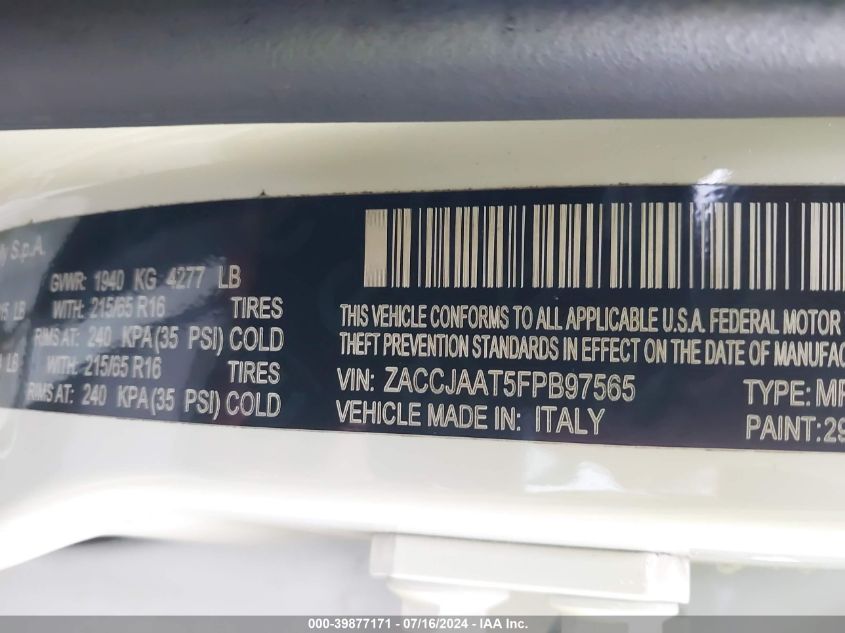 ly S.p.A.
GVWR: 1940 KG 4277 LB
LB WITH: 215/65 R16 TIRES
RIMS AT: 240 KPA (35 PSI) COLD
LB WITH: 215/65 R16 TIRES
RIMS AT: 240 KPA (35 PSI) COLD
THIS VEHICLE CONFORMS TO ALL APPLICABLE U.S.A. FEDERAL MOTOR
THEFT PREVENTION STANDARDS IN EFFECT ON THE DATE OF MANUFAC
VIN: ZACCJAAT5FPB97565 TYPE: MP
VEHICLE MADE IN: ITALY PAINT: 29
000-39877171 - 07/16/2024 - IAA Inc.